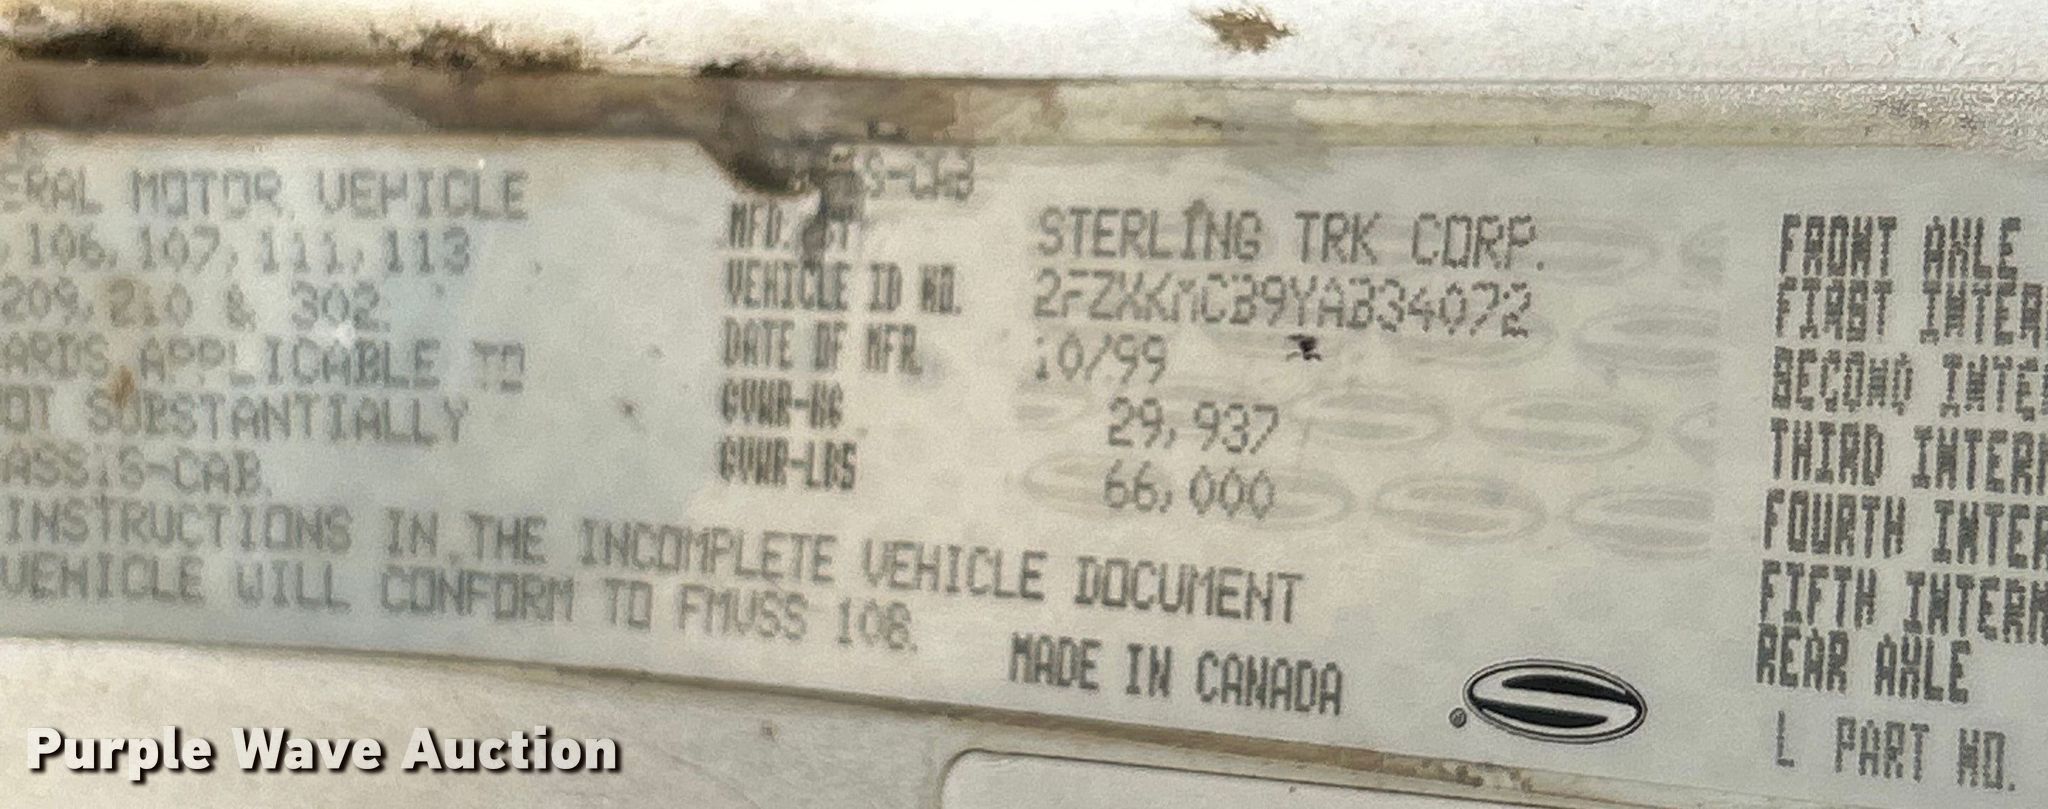 ERAL MOTOR VEHICLE
106, 107, 111, 113
209, 210 & 302
ARDS APPLICABLE TO
OT SUBSTANTIALLY
ASSIS-CAB.
INSTRUCTIONS IN THE INCOMPLETE VEHICLE DOCUMENT
VEHICLE WILL CONFORM TO FMVSS 108.
S-CAB
MFD. BY STERLING TRK CORP.
VEHICLE ID NO. 2FZXKMCB9YAB34072
DATE OF MFR 10/99
GVWR-KG 29,937
GVWR-LBS 66,000
MADE IN CANADA
®
FRONT AXLE
FIRST INTER
SECOND INTER
THIRD INTERM
FOURTH INTER
FIFTH INTERM
REAR AXLE
L PART NO.
Purple Wave Auction